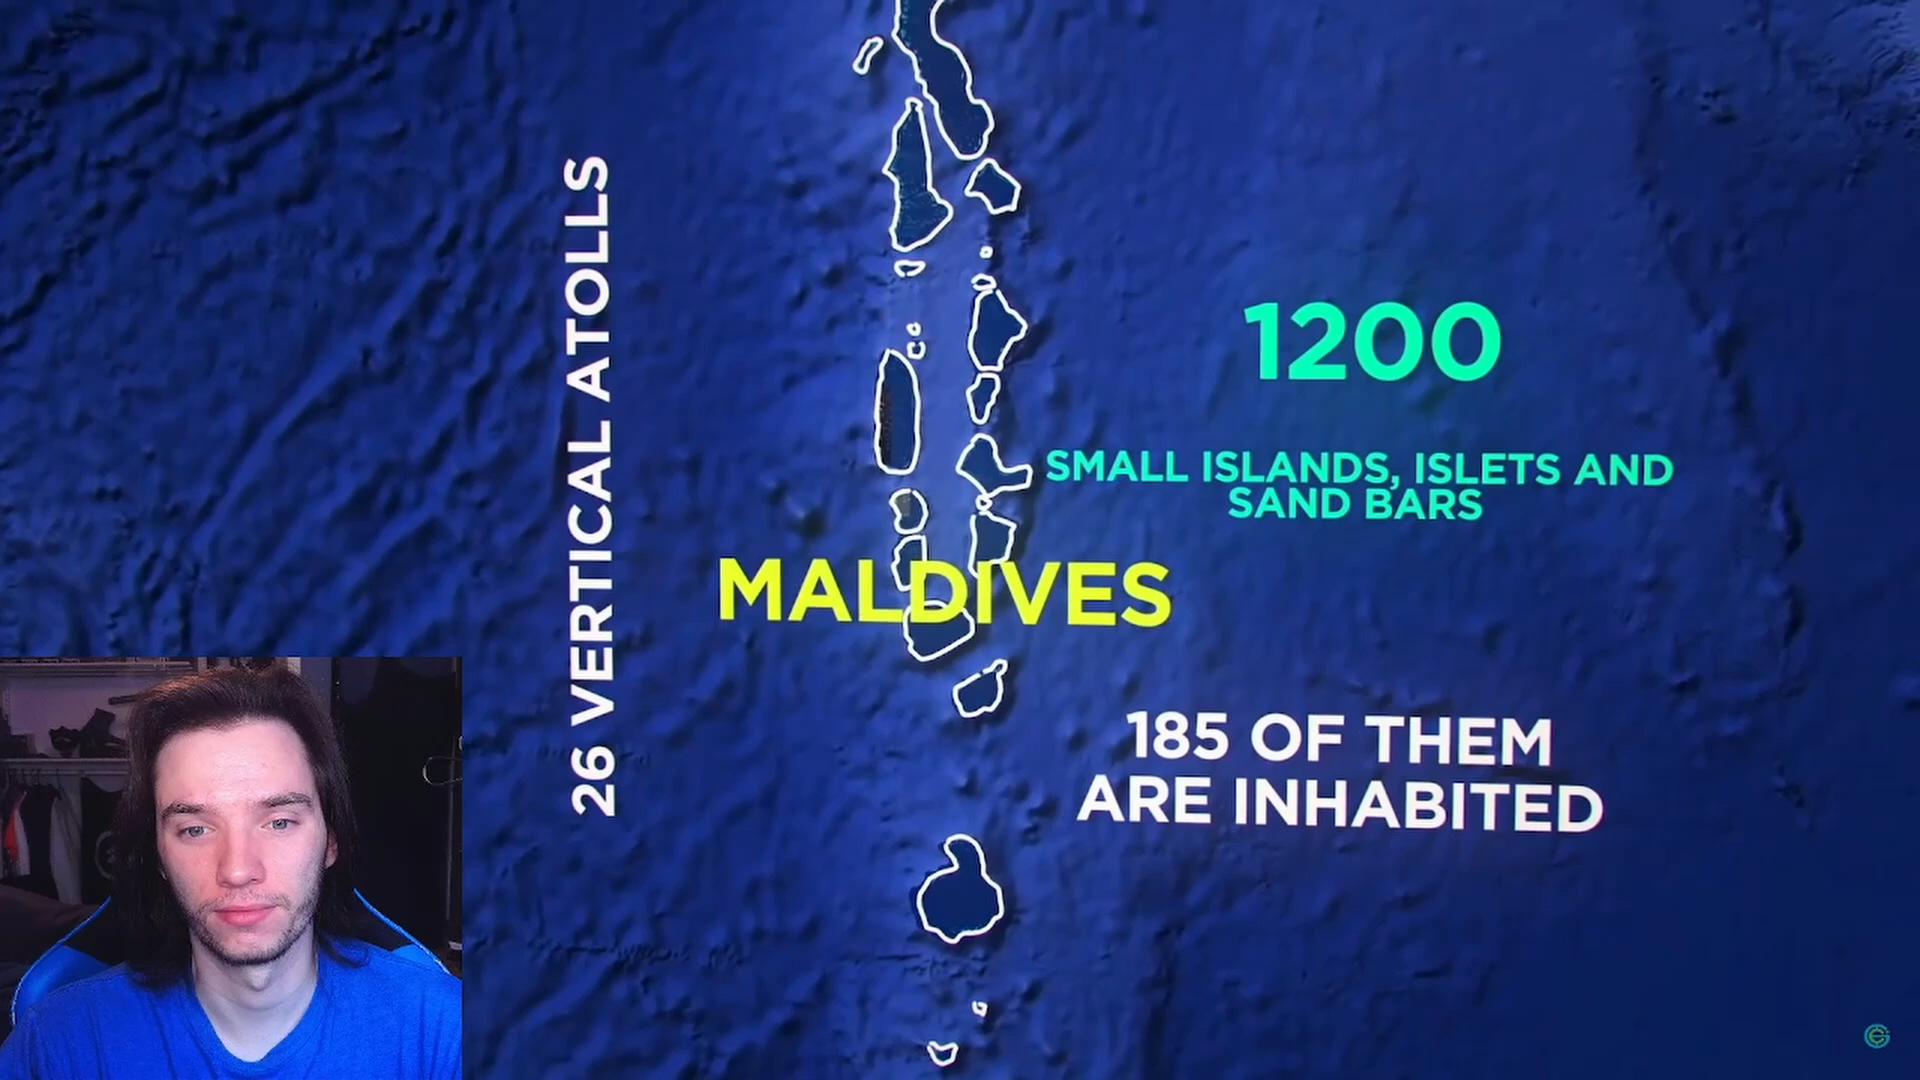 26 VERTICAL ATOLLS
1200
SMALL ISLANDS, ISLETS AND
SAND BARS
MALDIVES
185 OF THEM
ARE INHABITED